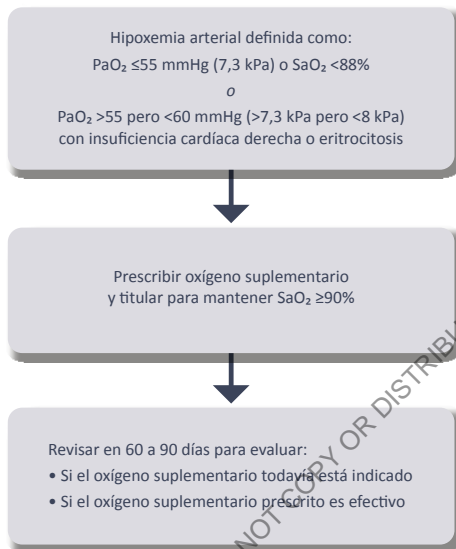 Hipoxemia arterial definida como:
PaO₂ ≤55 mmHg (7,3 kPa) o SaO₂ <88%
o
PaO₂ >55 pero <60 mmHg (>7,3 kPa pero <8 kPa)
con insuficiencia cardíaca derecha o eritrocitosis
Prescribir oxígeno suplementario
y titular para mantener SaO₂ ≥90%
Revisar en 60 a 90 días para evaluar:
• Si el oxígeno suplementario todavía está indicado
• Si el oxígeno suplementario prescrito es efectivo
NOT COPY OR